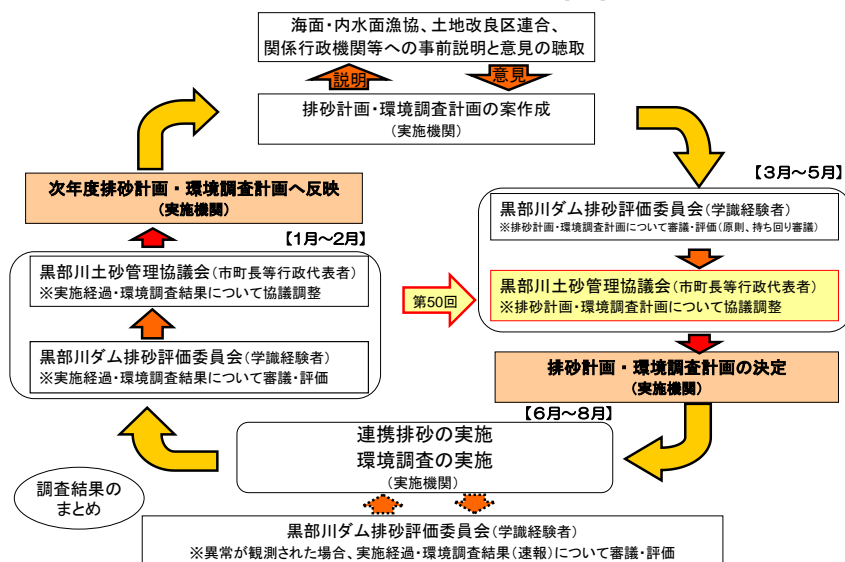 海面・内水面漁協、土地改良区連合、
関係行政機関等への事前説明と意見の聴取
説明
意見
排砂計画・環境調査計画の案作成
(実施機関)
【3月～5月】
黒部川ダム排砂評価委員会(学識経験者)
※排砂計画・環境調査計画について審議・評価(原則、持ち回り審議)
第50回
黒部川土砂管理協議会(市町長等行政代表者)
※排砂計画・環境調査計画について協議調整
排砂計画・環境調査計画の決定
(実施機関)
【6月～8月】
連携排砂の実施
環境調査の実施
(実施機関)
黒部川ダム排砂評価委員会(学識経験者)
※異常が観測された場合、実施経過・環境調査結果(速報)について審議・評価
調査結果の
まとめ
【1月～2月】
黒部川ダム排砂評価委員会(学識経験者)
※実施経過・環境調査結果について審議・評価
黒部川土砂管理協議会(市町長等行政代表者)
※実施経過・環境調査結果について協議調整
次年度排砂計画・環境調査計画へ反映
(実施機関)